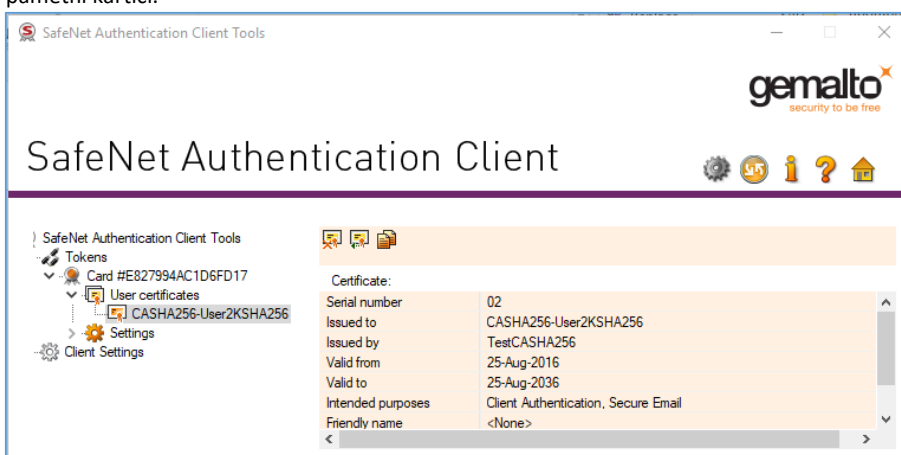 pametni kartici.
SafeNet Authentication Client Tools
gemalto
security to be free
SafeNet Authentication Client
SafeNet Authentication Client Tools
Tokens
Card #E827994AC1D6FD17
User certificates
CASHA256-User2KSHA256
Settings
Client Settings
Certificate:
Serial number 02
Issued to CASHA256-User2KSHA256
Issued by TestCASHA256
Valid from 25-Aug-2016
Valid to 25-Aug-2036
Intended purposes Client Authentication, Secure Email
Friendly name <None>